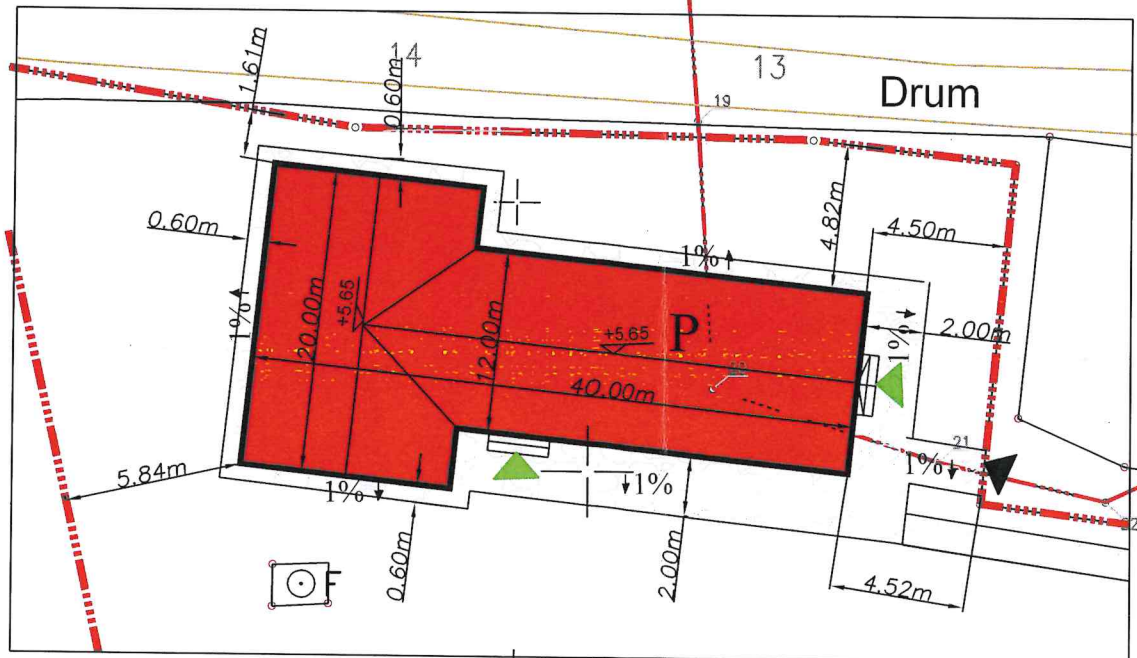 14
13
Drum
19
1.61m
0.60m
0.60m
4.82m
4.50m
1%
1%
20.00m
+5.65
12.00m
+5.65
P
40.00m
1%
2.00m
21
1%
5.84m
1%
1%
0.60m
2.00m
4.52m
22
F